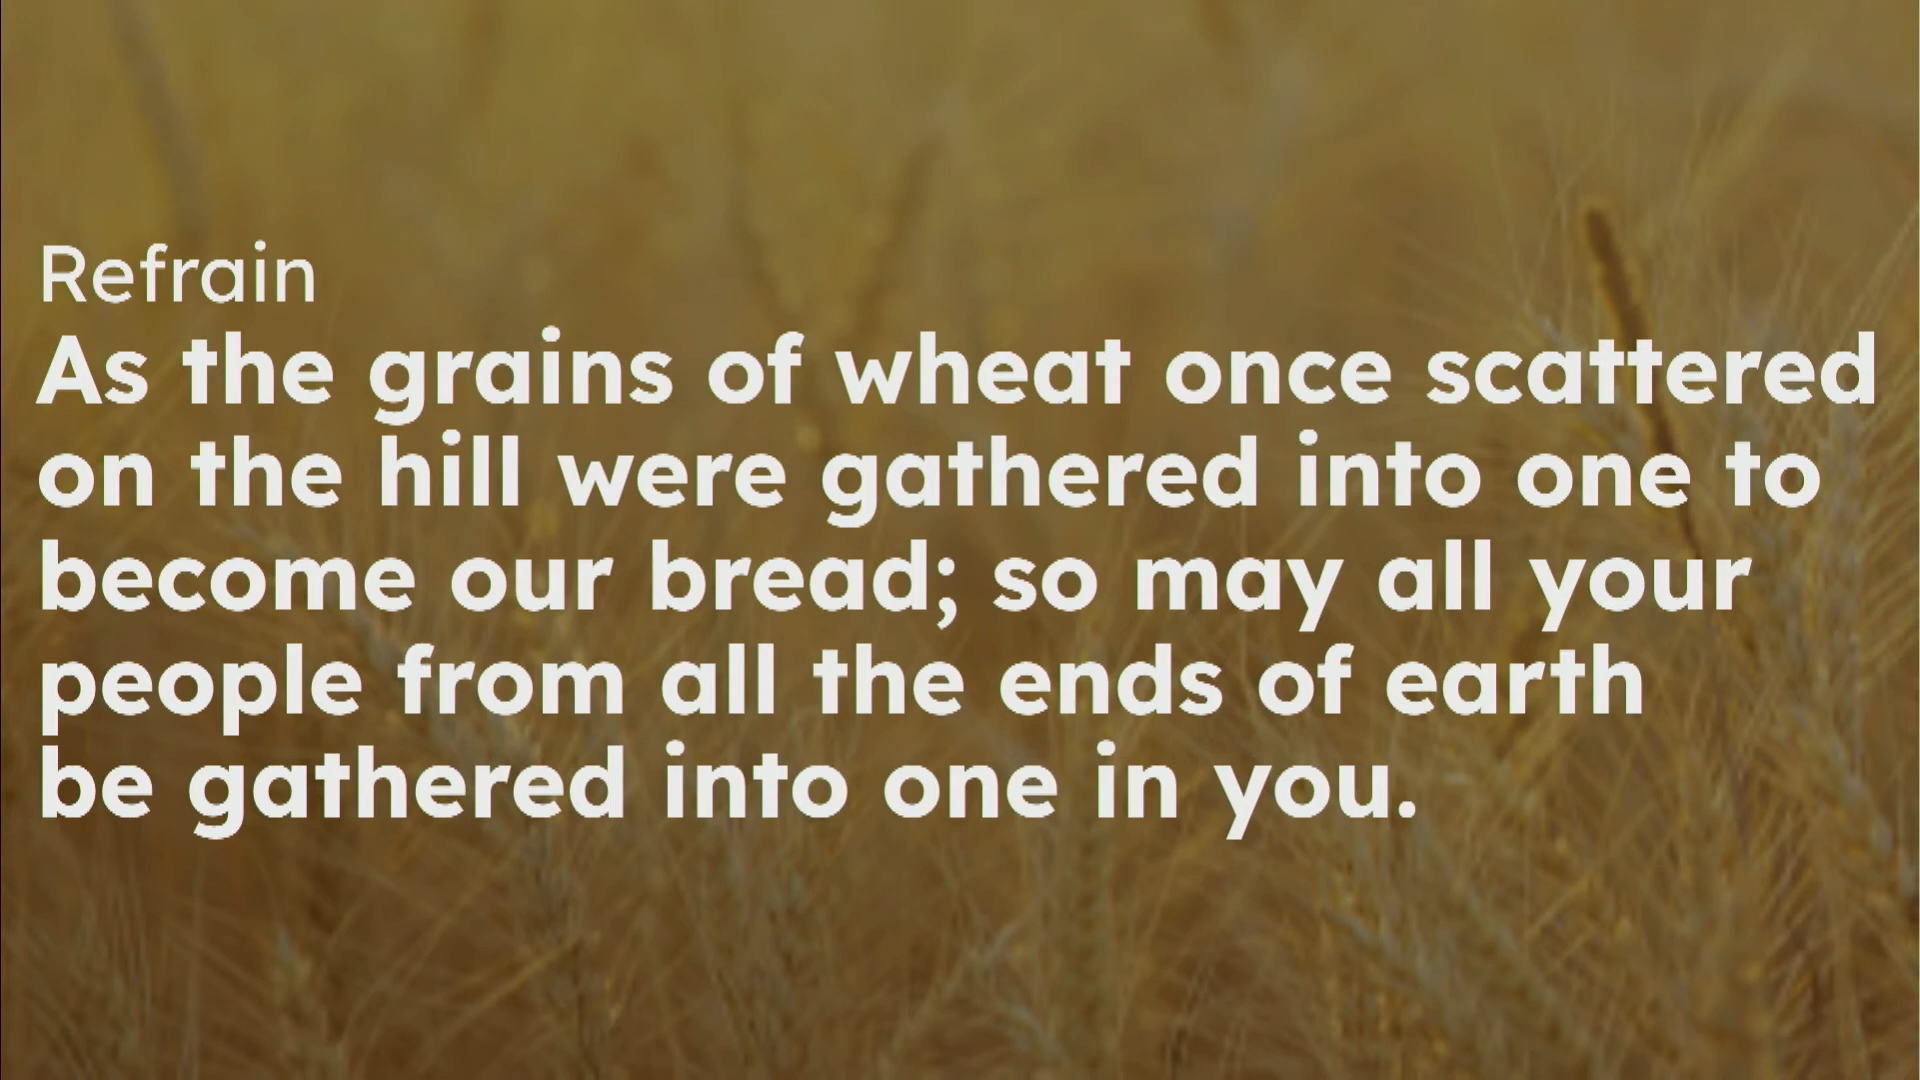 Refrain
As the grains of wheat once scattered
on the hill were gathered into one to
become our bread; so may all your
people from all the ends of earth
be gathered into one in you.